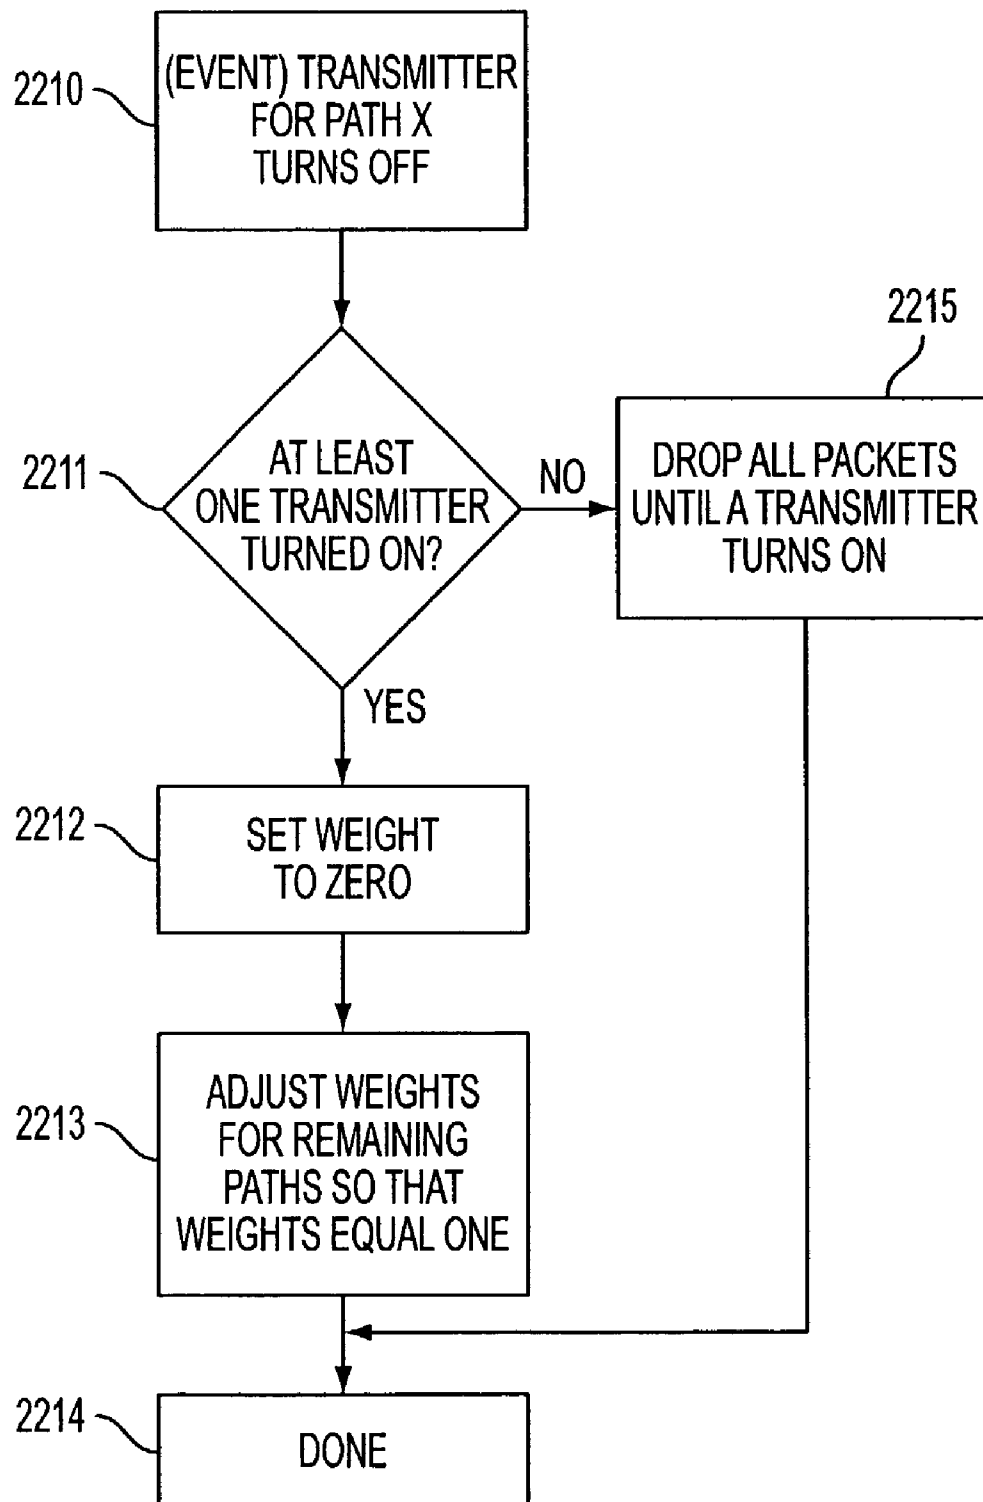 2210
(EVENT) TRANSMITTER
FOR PATH X
TURNS OFF
2211
AT LEAST
ONE TRANSMITTER
TURNED ON?
NO
2215
DROP ALL PACKETS
UNTIL A TRANSMITTER
TURNS ON
YES
2212
SET WEIGHT
TO ZERO
2213
ADJUST WEIGHTS
FOR REMAINING
PATHS SO THAT
WEIGHTS EQUAL ONE
2214
DONE